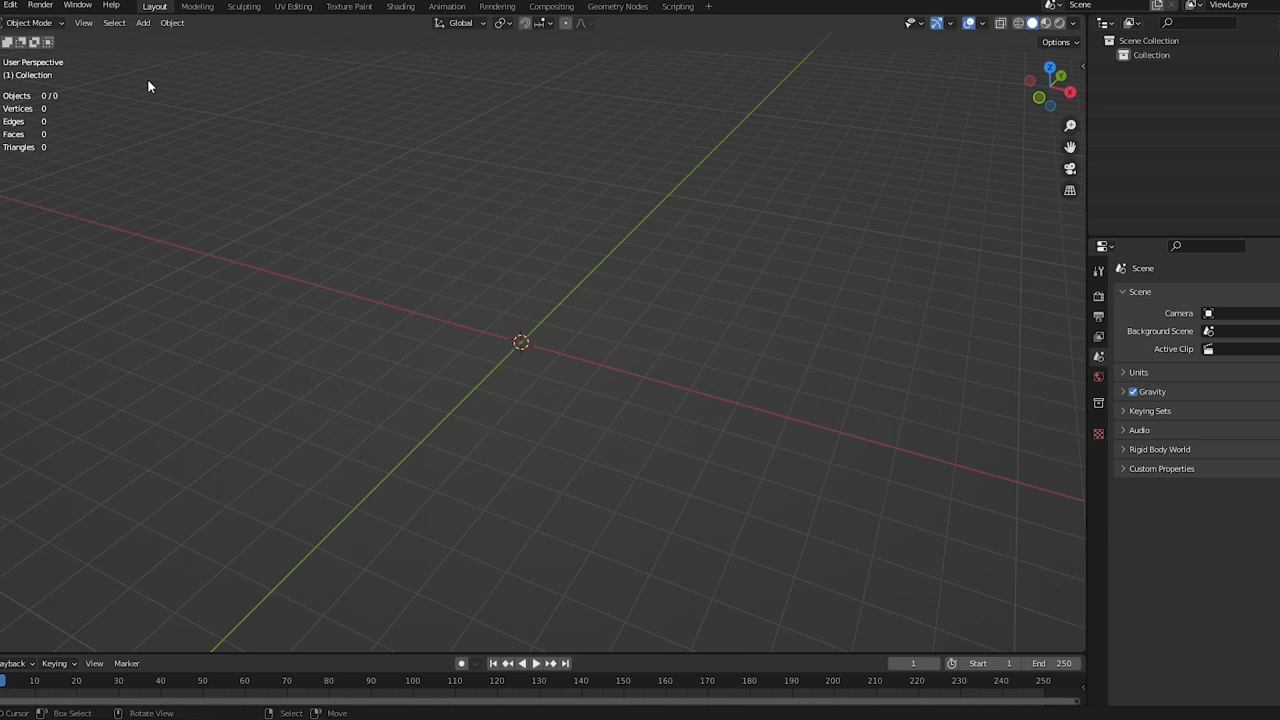 Edit Render Window Help Layout Modeling Sculpting UV Editing Texture Paint Shading Animation Rendering Compositing Geometry Nodes Scripting + Scene ViewLayer
Object Mode View Select Add Object Global
Options
User Perspective
(1) Collection
Objects 0/0
Vertices 0
Edges 0
Faces 0
Triangles 0
Z
Y
X
Scene Collection
Collection
Scene
Scene
Camera
Background Scene
Active Clip
Units
Gravity
Keying Sets
Audio
Rigid Body World
Custom Properties
ayback Keying View Marker 1 Start 1 End 250
10 20 30 40 50 60 70 80 90 100 110 120 130 140 150 160 170 180 190 200 210 220 230 240 250
D Cursor Box Select Rotate View Select Move